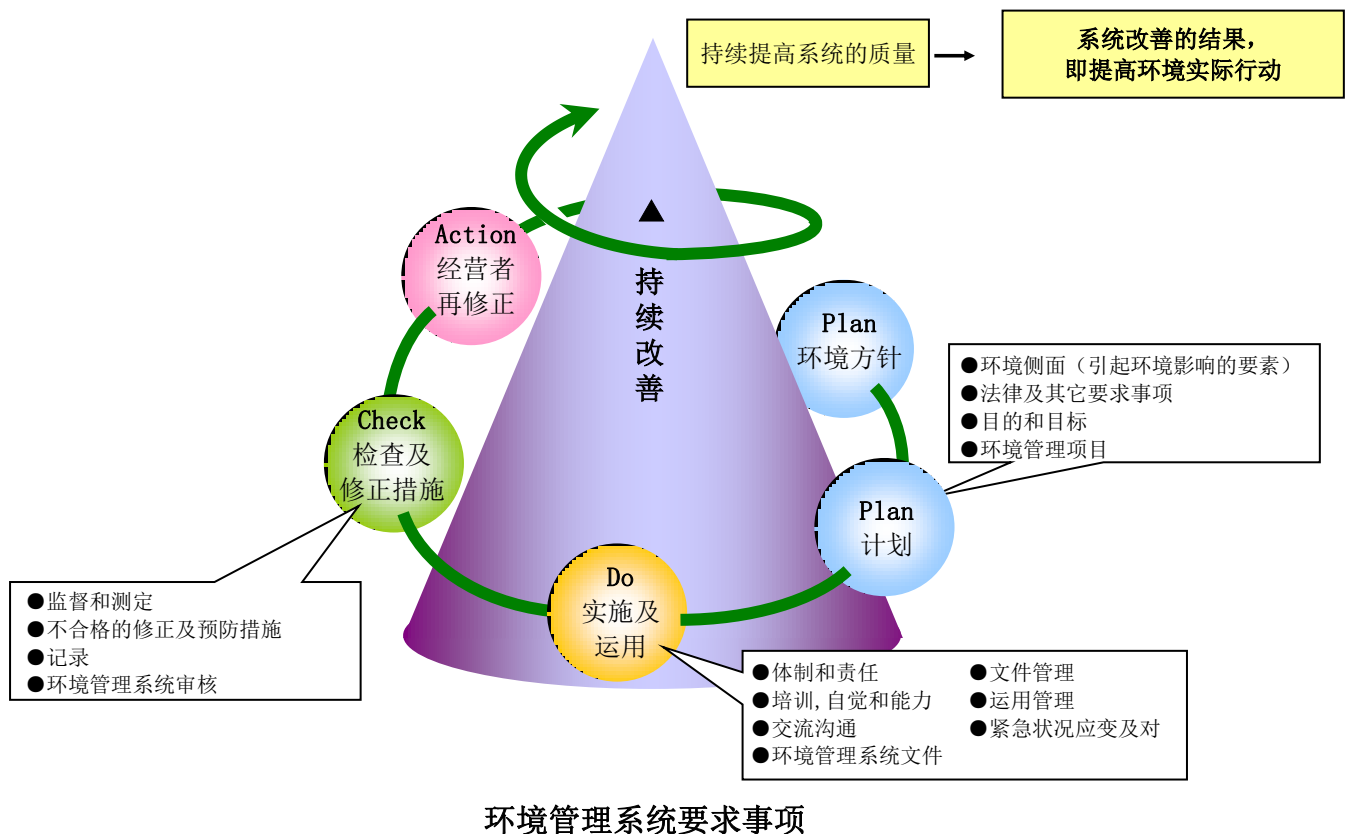 持续提高系统的质量
系统改善的结果，
即提高环境实际行动
▲
持
续
改
善
Action
经营者
再修正
Plan
环境方针
●环境侧面（引起环境影响的要素）
●法律及其它要求事项
●目的和目标
●环境管理项目
Check
检查及
修正措施
Plan
计划
Do
实施及
运用
●监督和测定
●不合格的修正及预防措施
●记录
●环境管理系统审核
●体制和责任
●培训,自觉和能力
●交流沟通
●环境管理系统文件
●文件管理
●运用管理
●紧急状况应变及对
环境管理系统要求事项